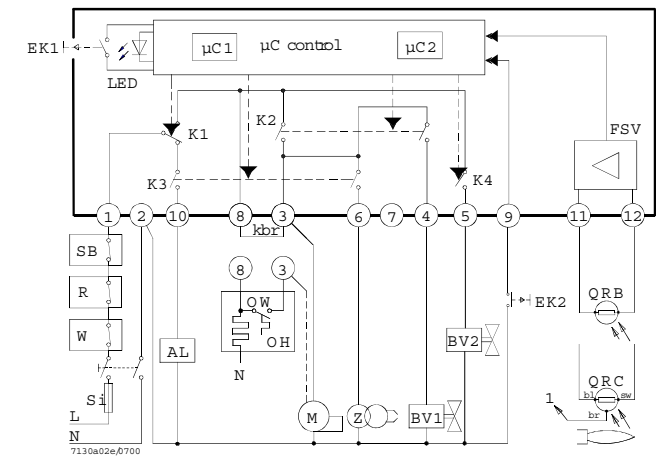 µC1 µC control µC2
EK1
LED
K1 K2 FSV
K3 K4
1 2 10 8 3 6 7 4 5 9 11 12
kbr
SB
8 3
R OW EK2 QRB
W AL OH BV2
N
QRC
Si 1 bl sw
br
L M Z BV1
N
7130a02e/0700